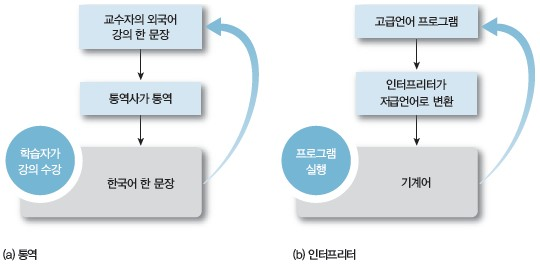 교수자의 외국어
강의 한 문장
통역사가 통역
학습자가
강의 수강
한국어 한 문장
(a) 통역
고급언어 프로그램
인터프리터가
저급언어로 변환
프로그램
실행
기계어
(b) 인터프리터